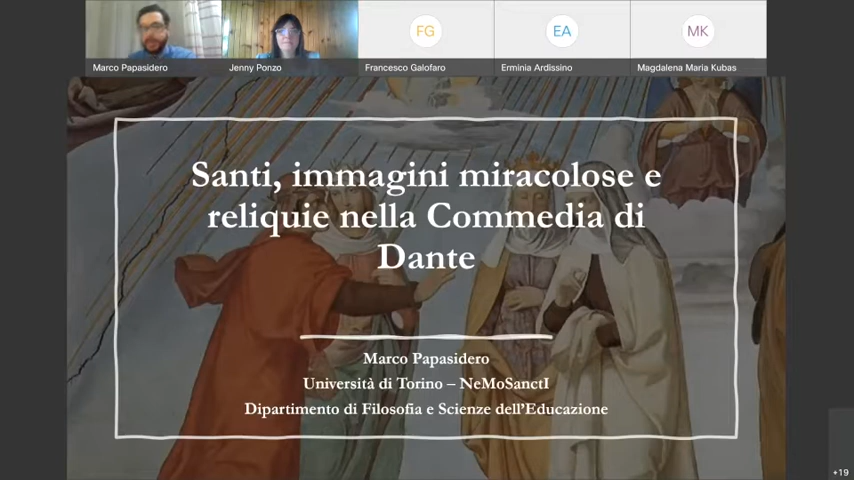 FG
EA
MK
Marco Papasidero
Jenny Ponzo
Francesco Galofaro
Erminia Ardissino
Magdalena Maria Kubas
Santi, immagini miracolose e
reliquie nella Commedia di
Dante
Marco Papasidero
Università di Torino – NeMoSanctI
Dipartimento di Filosofia e Scienze dell’Educazione
+19